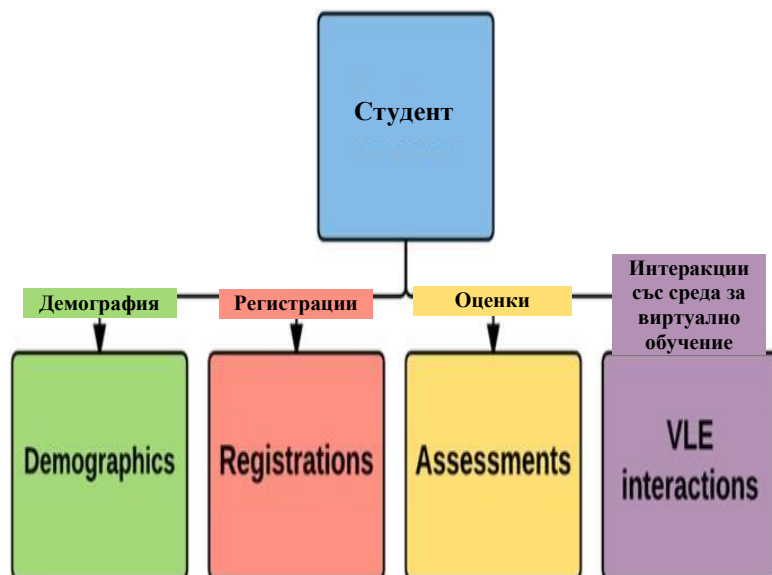 Студент
Демография
Регистрации
Оценки
Интеракции
със среда за
виртуално
обучение
Demographics
Registrations
Assessments
VLE
interactions